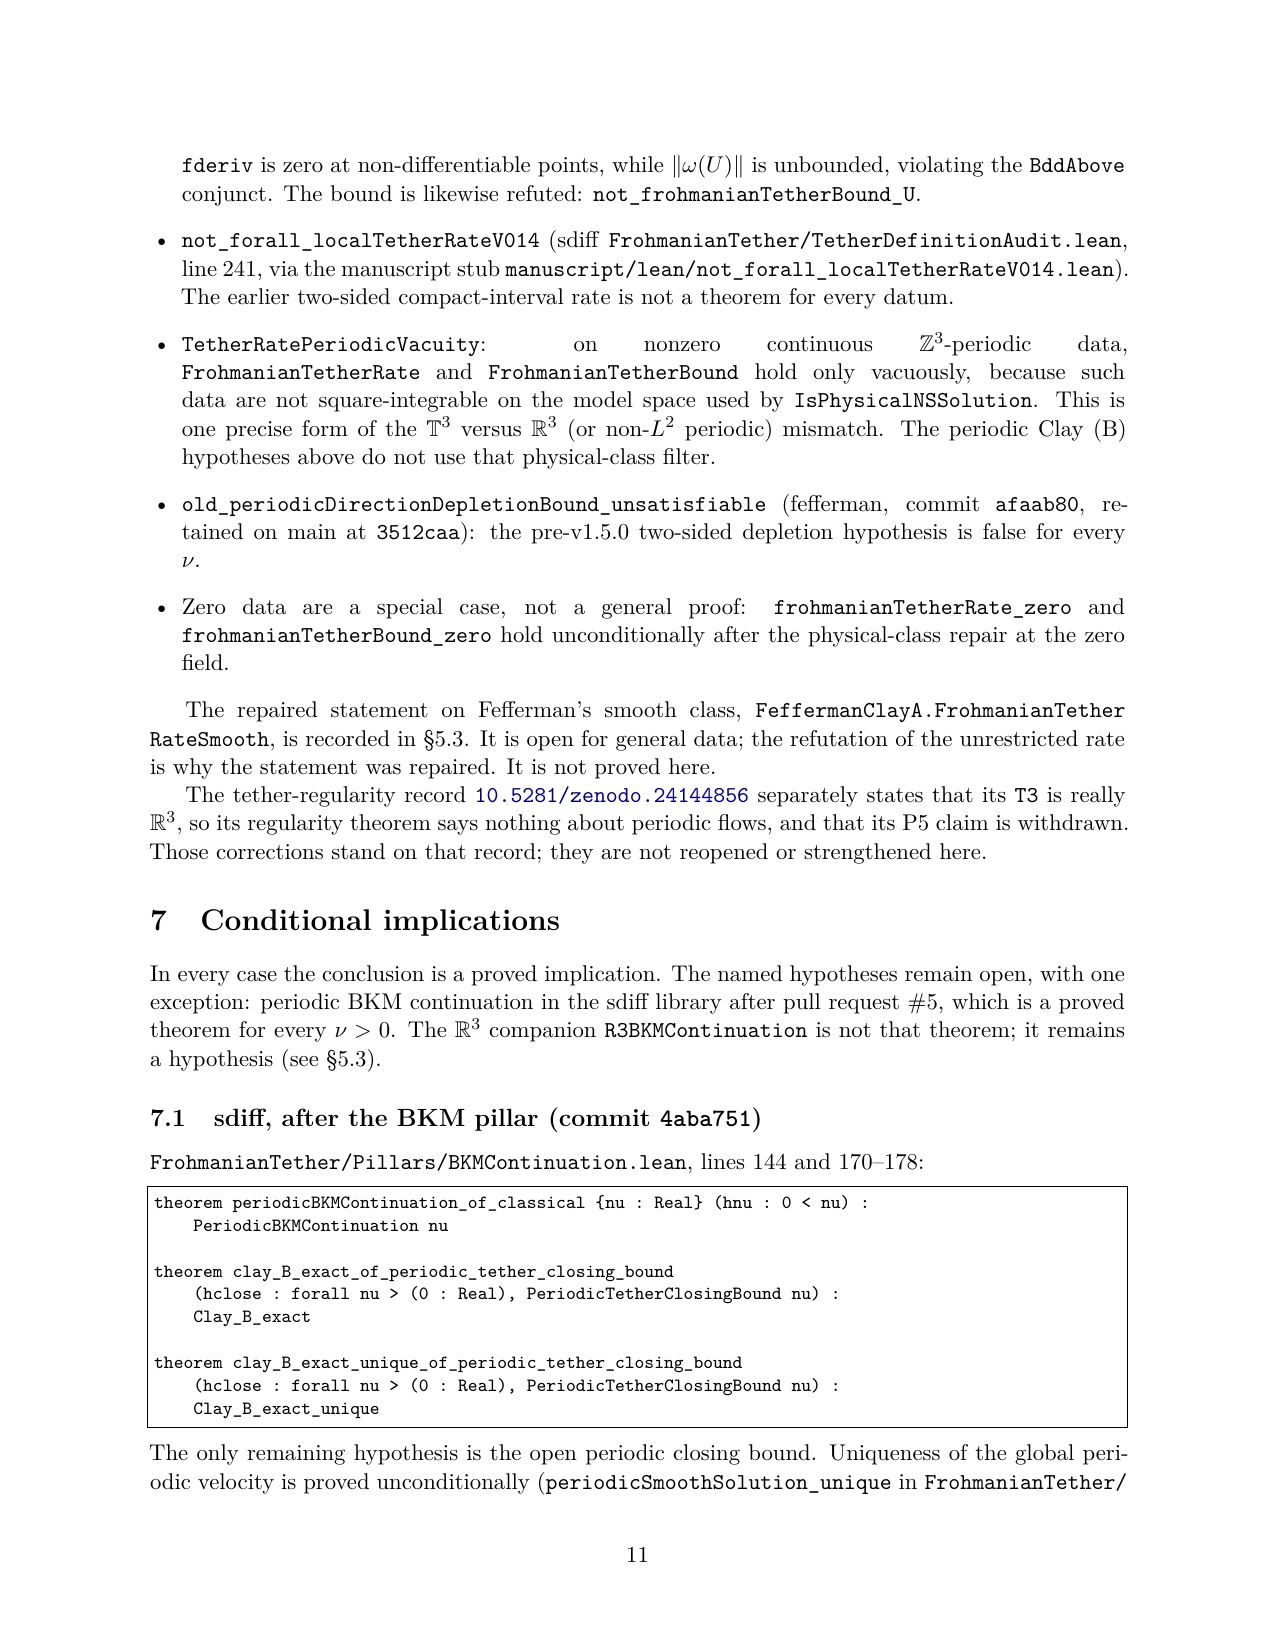 fderiv is zero at non-differentiable points, while ‖ω(U)‖ is unbounded, violating the BddAbove
conjunct. The bound is likewise refuted: not_frohmanianTetherBound_U.
• not_forall_localTetherRateV014 (sdiff FrohmanianTether/TetherDefinitionAudit.lean,
line 241, via the manuscript stub manuscript/lean/not_forall_localTetherRateV014.lean).
The earlier two-sided compact-interval rate is not a theorem for every datum.
• TetherRatePeriodicVacuity: on nonzero continuous ℤ³-periodic data,
FrohmanianTetherRate and FrohmanianTetherBound hold only vacuously, because such
data are not square-integrable on the model space used by IsPhysicalNSSolution. This is
one precise form of the 𝕋³ versus ℝ³ (or non-L² periodic) mismatch. The periodic Clay (B)
hypotheses above do not use that physical-class filter.
• old_periodicDirectionDepletionBound_unsatisfiable (fefferman, commit afaab80, re-
tained on main at 3512caa): the pre-v1.5.0 two-sided depletion hypothesis is false for every
ν.
• Zero data are a special case, not a general proof: frohmanianTetherRate_zero and
frohmanianTetherBound_zero hold unconditionally after the physical-class repair at the zero
field.
The repaired statement on Fefferman's smooth class, FeffermanClayA.FrohmanianTether
RateSmooth, is recorded in §5.3. It is open for general data; the refutation of the unrestricted rate
is why the statement was repaired. It is not proved here.
The tether-regularity record 10.5281/zenodo.24144856 separately states that its T3 is really
ℝ³, so its regularity theorem says nothing about periodic flows, and that its P5 claim is withdrawn.
Those corrections stand on that record; they are not reopened or strengthened here.
7 Conditional implications
In every case the conclusion is a proved implication. The named hypotheses remain open, with one
exception: periodic BKM continuation in the sdiff library after pull request #5, which is a proved
theorem for every ν > 0. The ℝ³ companion R3BKMContinuation is not that theorem; it remains
a hypothesis (see §5.3).
7.1 sdiff, after the BKM pillar (commit 4aba751)
FrohmanianTether/Pillars/BKMContinuation.lean, lines 144 and 170–178:
theorem periodicBKMContinuation_of_classical {nu : Real} (hnu : 0 < nu) :
    PeriodicBKMContinuation nu
theorem clay_B_exact_of_periodic_tether_closing_bound
    (hclose : forall nu > (0 : Real), PeriodicTetherClosingBound nu) :
    Clay_B_exact
theorem clay_B_exact_unique_of_periodic_tether_closing_bound
    (hclose : forall nu > (0 : Real), PeriodicTetherClosingBound nu) :
    Clay_B_exact_unique
The only remaining hypothesis is the open periodic closing bound. Uniqueness of the global peri-
odic velocity is proved unconditionally (periodicSmoothSolution_unique in FrohmanianTether/
11